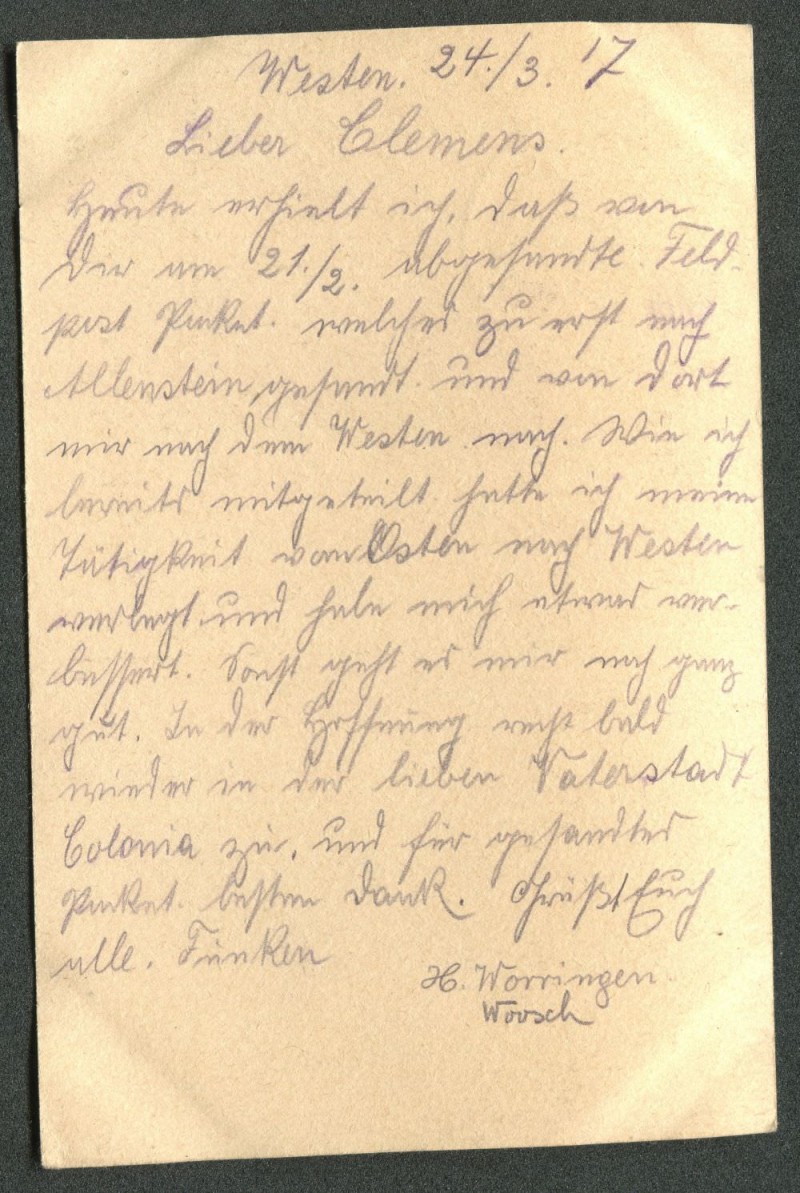 Westen. 24./3. 17
Lieber Clemens.
Heute erhielt ich, daß von
Dir am 21./2. abgesandte Feld-
post Packet. welches zu erst nach
Allenstein gesandt. und von dort
mir nach dem Westen nach. Wie ich
bereits mitgeteilt. hatte ich meine
Tätigkeit vom Osten nach Westen
verlegt. und habe mich etwas ver-
bessert. Sonst geht es mir noch ganz
gut. In der Hoffnung recht bald
wieder in der lieben Vaterstadt
Colonia zu. und für gesandtes
Packet. besten Dank. Grüßt Euch
alle. Funken
H. Worringen
Woosch